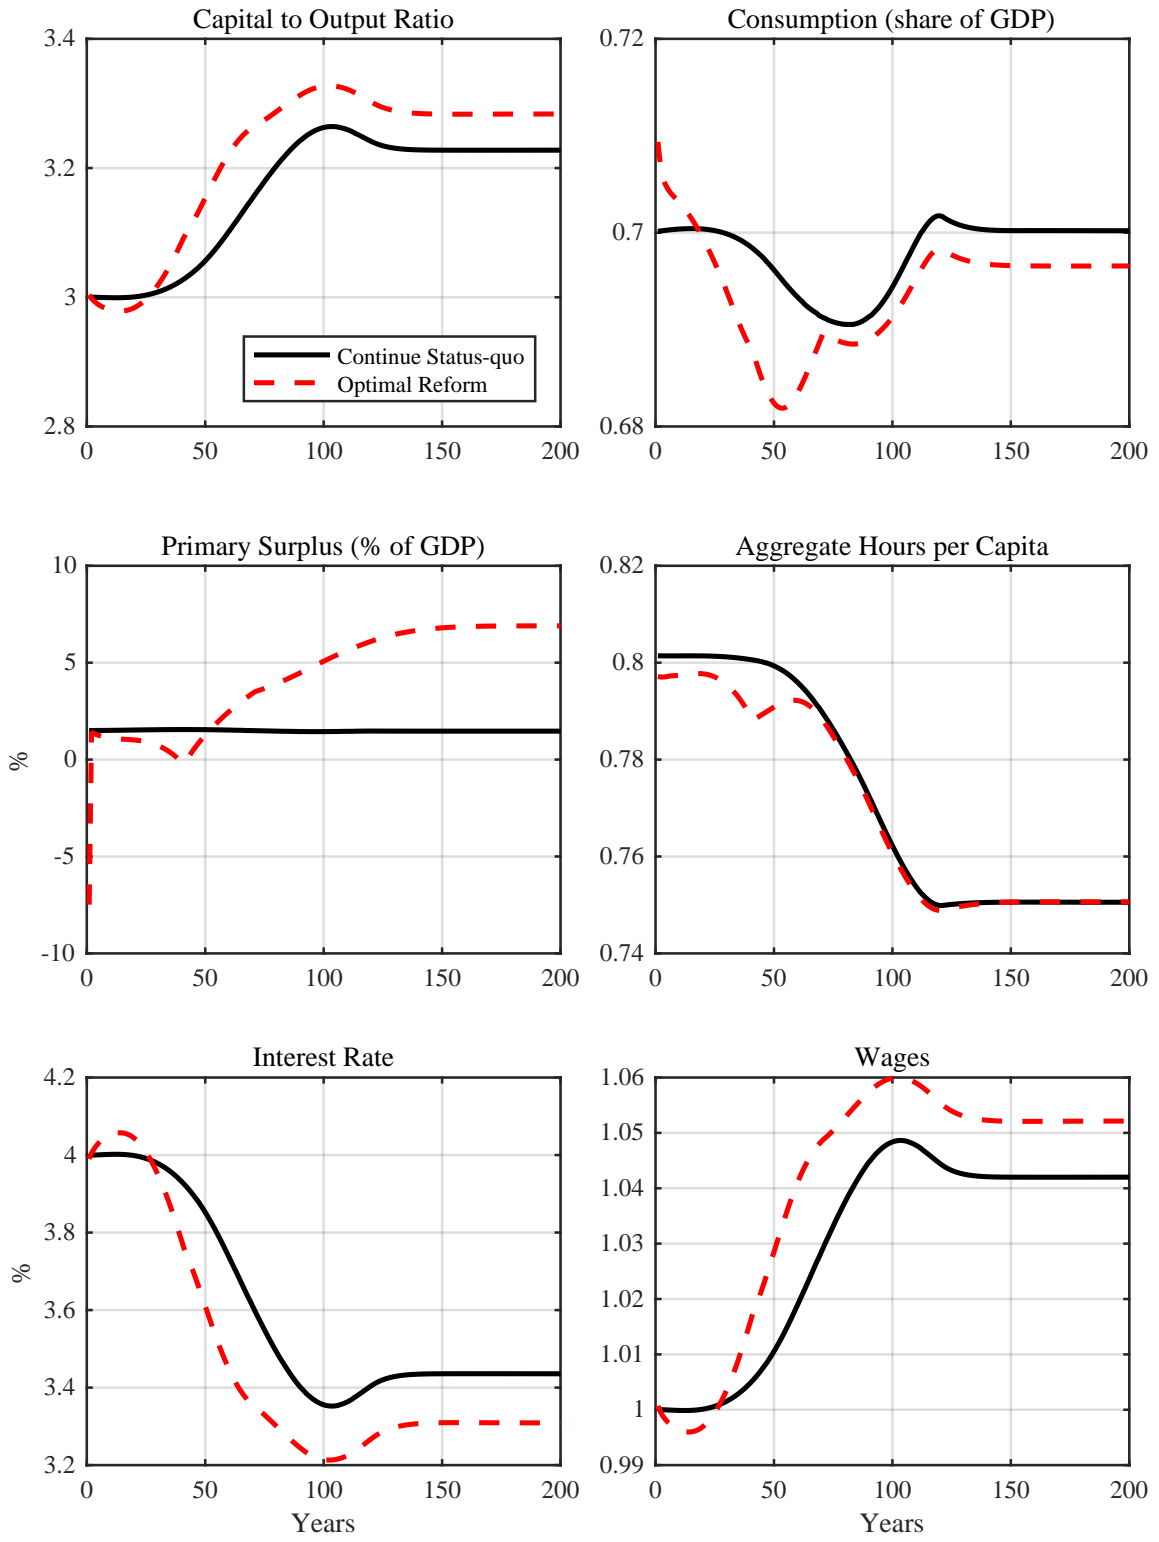 Capital to Output Ratio
3.4
3.2
3
2.8
0 50 100 150 200
Continue Status-quo
Optimal Reform
Consumption (share of GDP)
0.72
0.7
0.68
0 50 100 150 200
Primary Surplus (% of GDP)
10
5
0
-5
-10
%
0 50 100 150 200
Aggregate Hours per Capita
0.82
0.8
0.78
0.76
0.74
0 50 100 150 200
Interest Rate
4.2
4
3.8
3.6
3.4
3.2
%
0 50 100 150 200
Years
Wages
1.06
1.05
1.04
1.03
1.02
1.01
1
0.99
0 50 100 150 200
Years